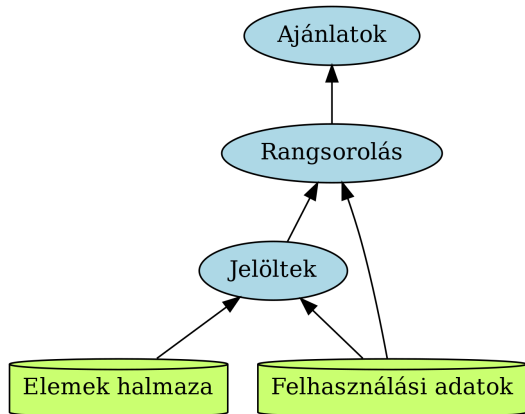 Ajánlatok
Rangsorolás
Jelöltek
Elemek halmaza
Felhasználási adatok